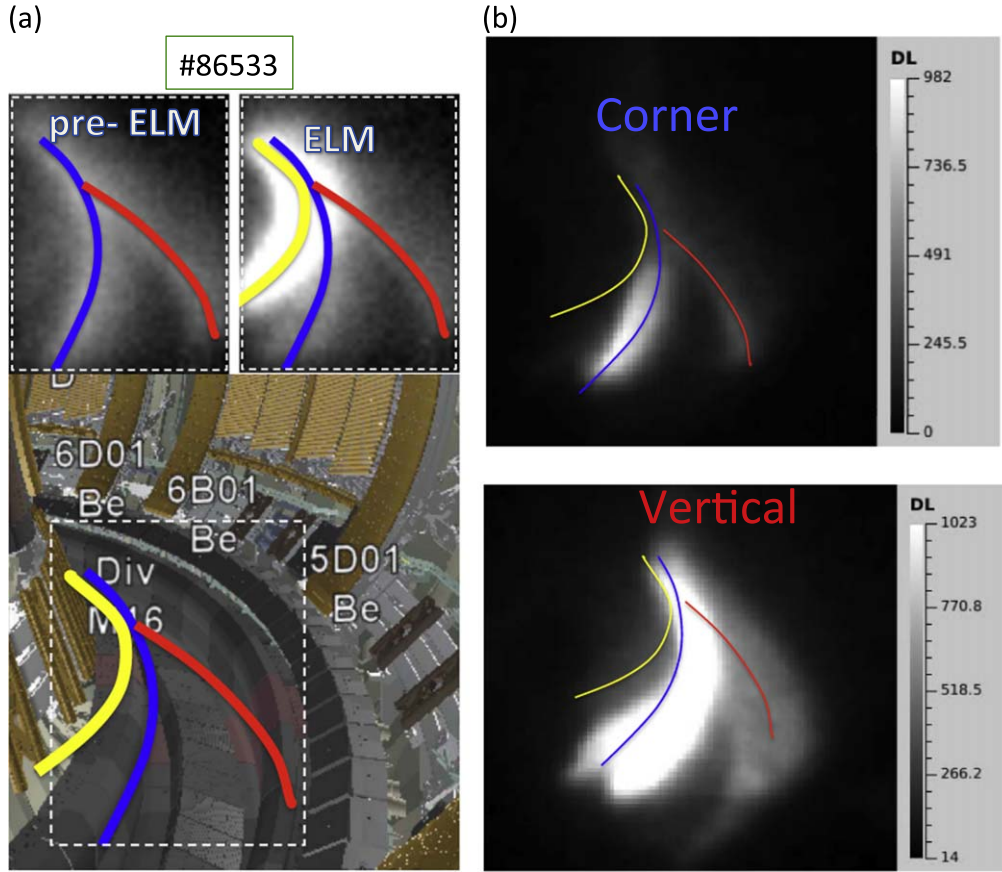 (a)
#86533
pre- ELM
ELM
D
6D01
Be
6B01
Be
5D01
Be
Div
M16
(b)
Corner
DL
982
736.5
491
245.5
0
Vertical
DL
1023
770.8
518.5
266.2
14